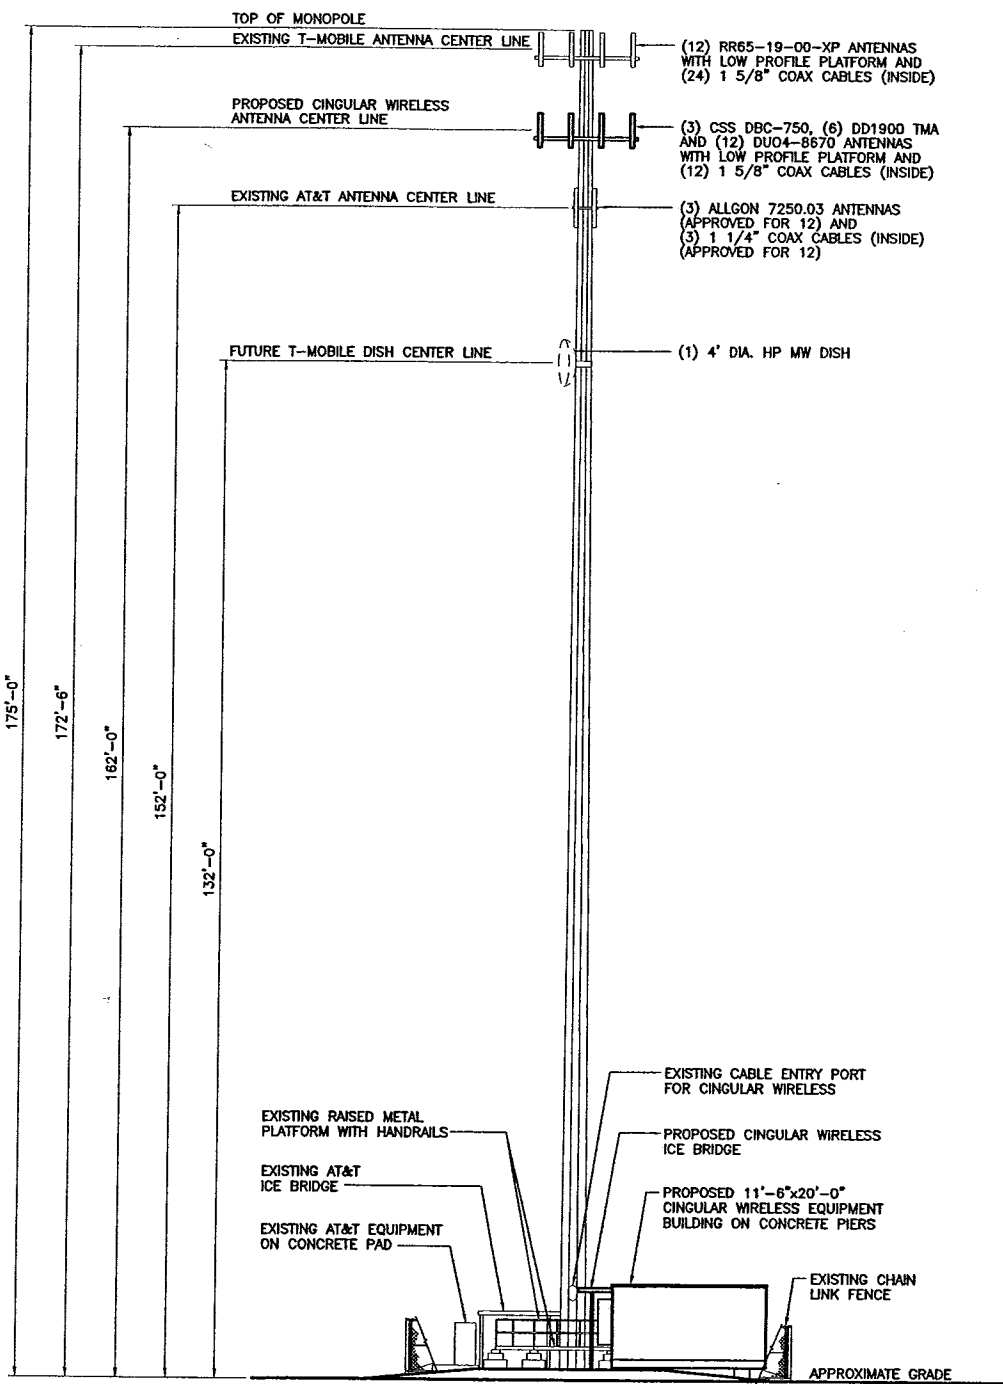 TOP OF MONOPOLE
EXISTING T-MOBILE ANTENNA CENTER LINE
(12) RR65-19-00-XP ANTENNAS
WITH LOW PROFILE PLATFORM AND
(24) 1 5/8" COAX CABLES (INSIDE)
PROPOSED CINGULAR WIRELESS
ANTENNA CENTER LINE
(3) CSS DBC-750, (6) DD1900 TMA
AND (12) DUO4-8670 ANTENNAS
WITH LOW PROFILE PLATFORM AND
(12) 1 5/8" COAX CABLES (INSIDE)
EXISTING AT&T ANTENNA CENTER LINE
(3) ALLGON 7250.03 ANTENNAS
(APPROVED FOR 12) AND
(3) 1 1/4" COAX CABLES (INSIDE)
(APPROVED FOR 12)
FUTURE T-MOBILE DISH CENTER LINE
(1) 4' DIA. HP MW DISH
175'-0"
172'-6"
162'-0"
152'-0"
132'-0"
EXISTING CABLE ENTRY PORT
FOR CINGULAR WIRELESS
EXISTING RAISED METAL
PLATFORM WITH HANDRAILS
PROPOSED CINGULAR WIRELESS
ICE BRIDGE
EXISTING AT&T
ICE BRIDGE
PROPOSED 11'-6"x20'-0"
CINGULAR WIRELESS EQUIPMENT
BUILDING ON CONCRETE PIERS
EXISTING AT&T EQUIPMENT
ON CONCRETE PAD
EXISTING CHAIN
LINK FENCE
APPROXIMATE GRADE